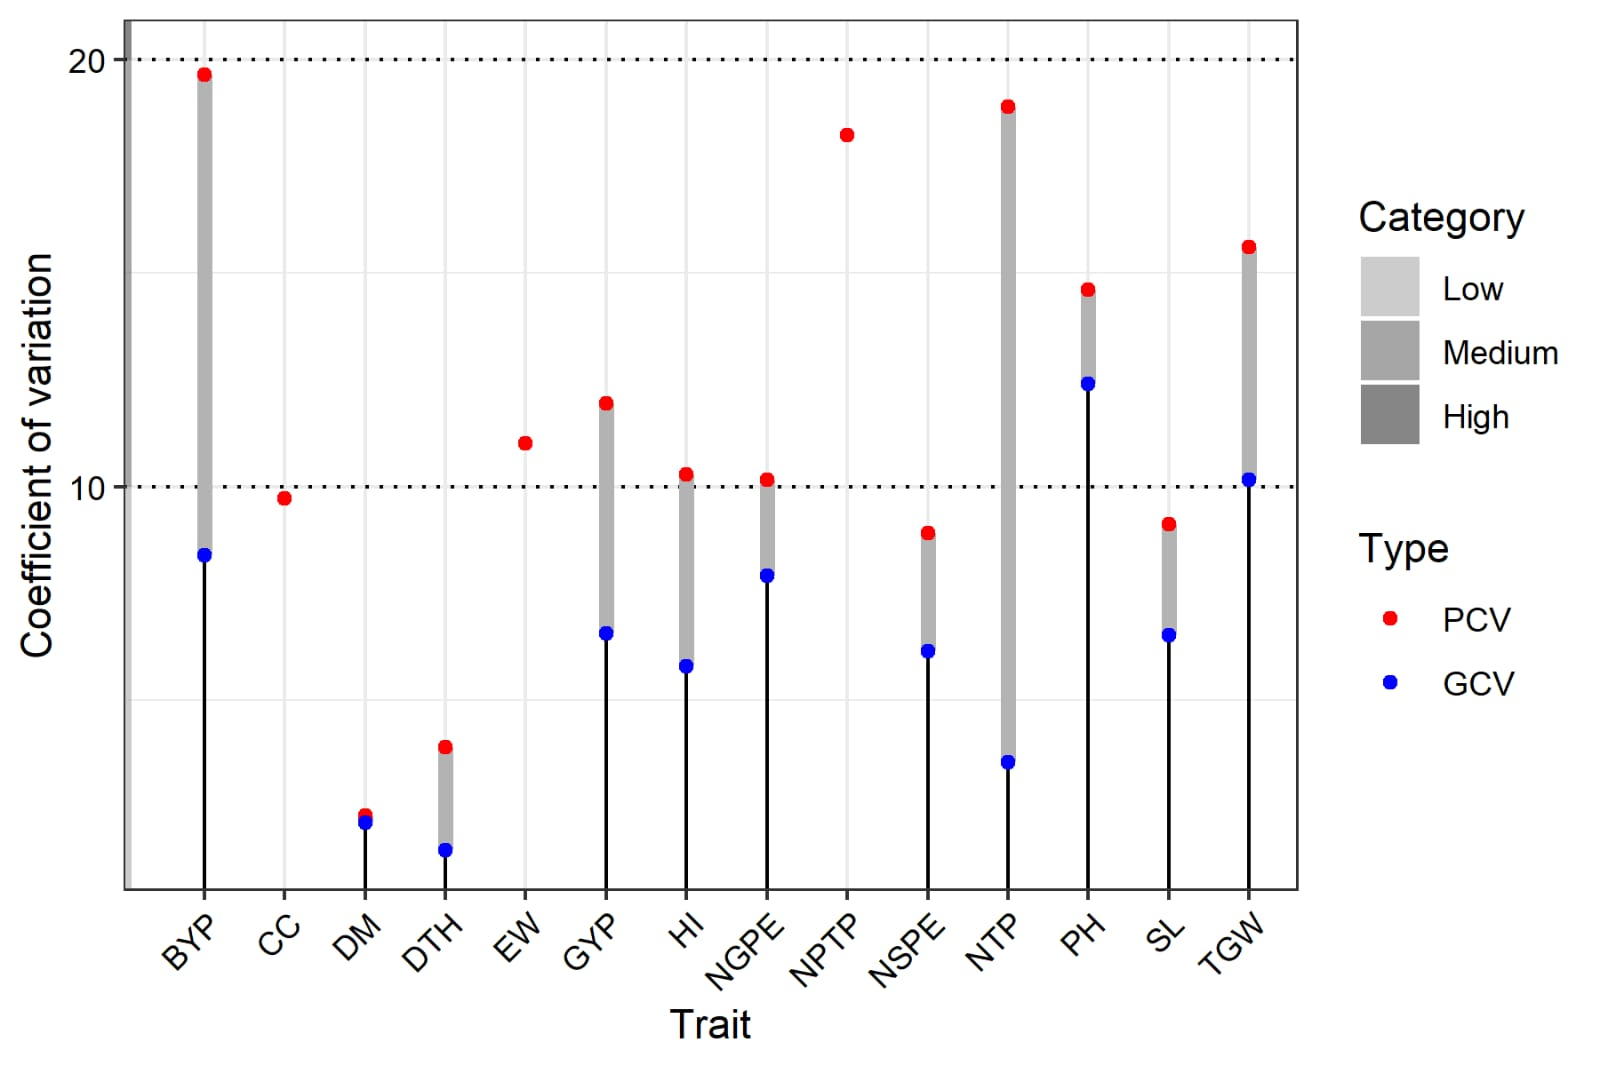 Coefficient of variation
20
10
BYP
CC
DM
DTH
EW
GYP
HI
NGPE
NPTP
NSPE
NTP
PH
SL
TGW
Trait
Category
Low
Medium
High
Type
PCV
GCV